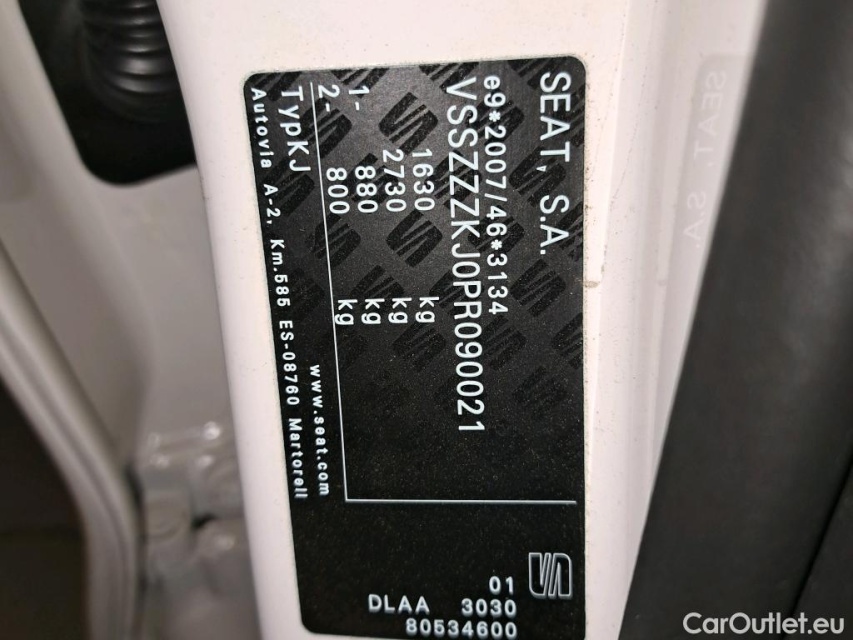 SEAT, S.A.
e9*2007/46*3134
VSSZZZKJ0PR090021
1630 kg
2730 kg
1- 880 kg
2- 800 kg
TypKJ www.seat.com
Autovia A-2, Km.585 ES-08760 Martorell
01
DLAA 3030
80534600
SEAT, S.A.
CarOutlet.eu